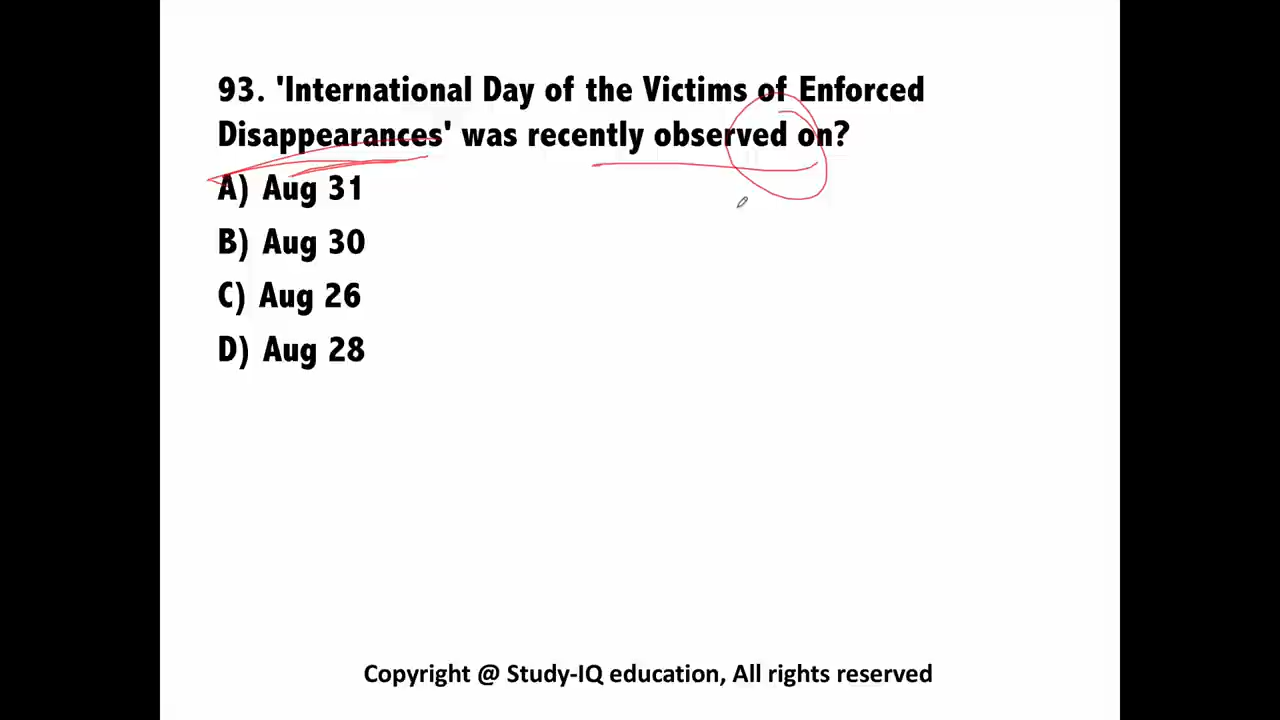 93. 'International Day of the Victims of Enforced
Disappearances' was recently observed on?
A) Aug 31
B) Aug 30
C) Aug 26
D) Aug 28
Copyright @ Study-IQ education, All rights reserved